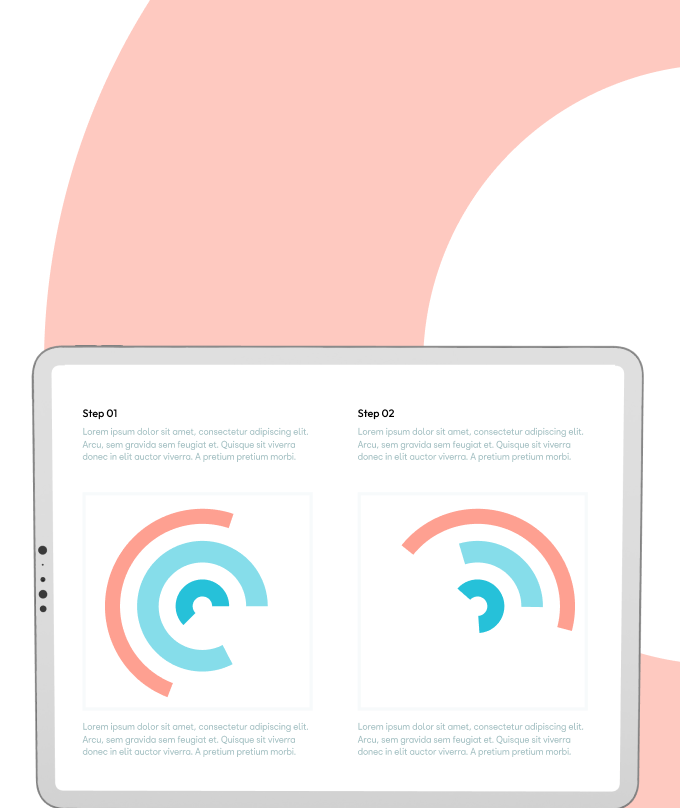 Step 01
Lorem ipsum dolor sit amet, consectetur adipiscing elit.
Arcu, sem gravida sem feugiat et. Quisque sit viverra
donec in elit auctor viverra. A pretium pretium morbi.
Lorem ipsum dolor sit amet, consectetur adipiscing elit.
Arcu, sem gravida sem feugiat et. Quisque sit viverra
donec in elit auctor viverra. A pretium pretium morbi.
Step 02
Lorem ipsum dolor sit amet, consectetur adipiscing elit.
Arcu, sem gravida sem feugiat et. Quisque sit viverra
donec in elit auctor viverra. A pretium pretium morbi.
Lorem ipsum dolor sit amet, consectetur adipiscing elit.
Arcu, sem gravida sem feugiat et. Quisque sit viverra
donec in elit auctor viverra. A pretium pretium morbi.